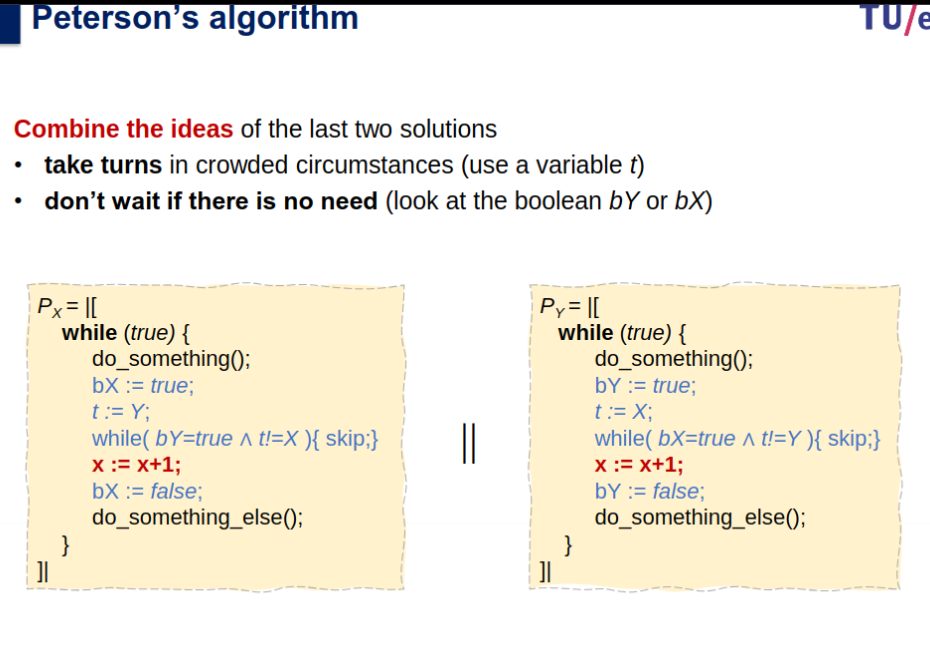 Peterson's algorithm
TU/e
Combine the ideas of the last two solutions
• take turns in crowded circumstances (use a variable t)
• don't wait if there is no need (look at the boolean bY or bX)
PX = |[
while (true) {
do_something();
bX := true;
t := Y;
while( bY=true ∧ t!=X ){ skip;}
x := x+1;
bX := false;
do_something_else();
}
]|
||
PY = |[
while (true) {
do_something();
bY := true;
t := X;
while( bX=true ∧ t!=Y ){ skip;}
x := x+1;
bY := false;
do_something_else();
}
]|